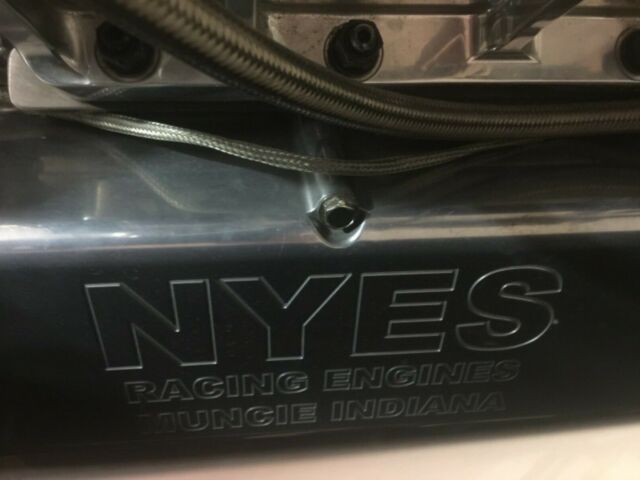 NYES
RACING ENGINES
MUNCIE INDIANA